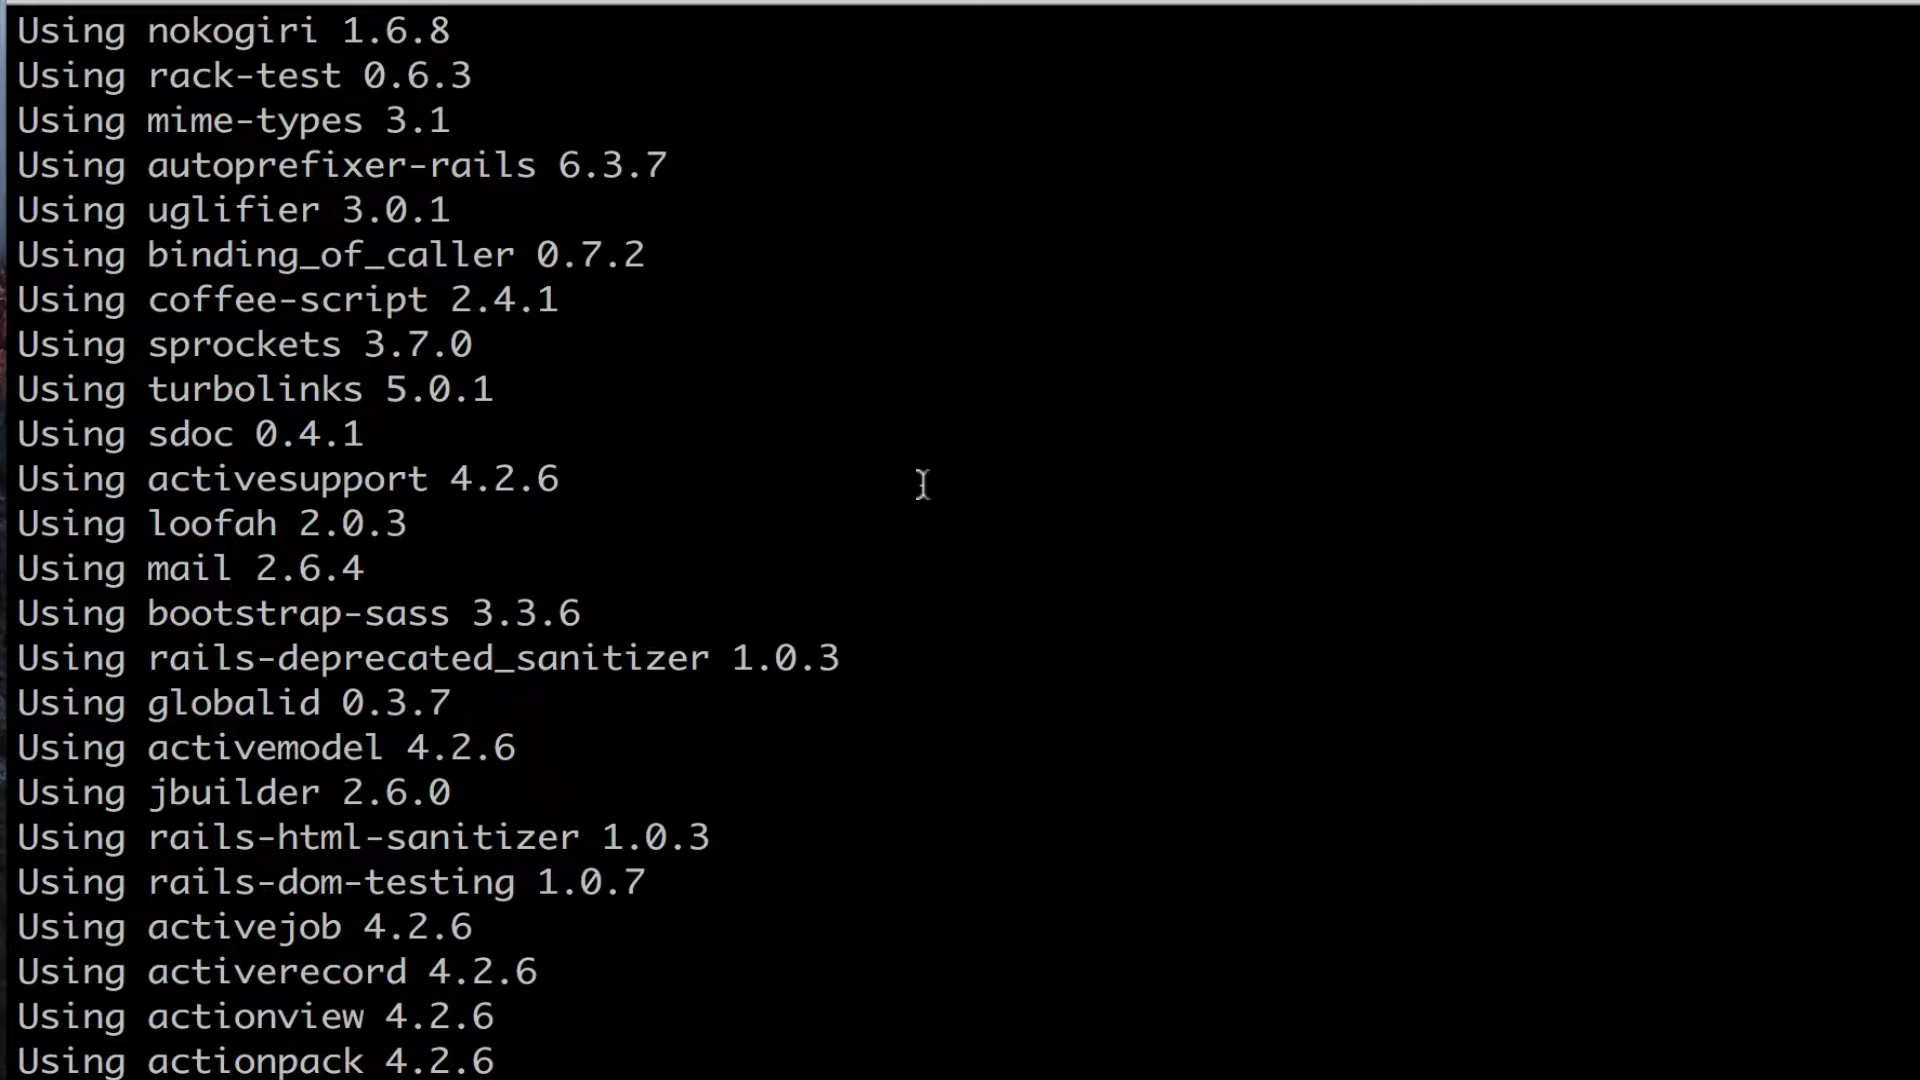 Using nokogiri 1.6.8
Using rack-test 0.6.3
Using mime-types 3.1
Using autoprefixer-rails 6.3.7
Using uglifier 3.0.1
Using binding_of_caller 0.7.2
Using coffee-script 2.4.1
Using sprockets 3.7.0
Using turbolinks 5.0.1
Using sdoc 0.4.1
Using activesupport 4.2.6
Using loofah 2.0.3
Using mail 2.6.4
Using bootstrap-sass 3.3.6
Using rails-deprecated_sanitizer 1.0.3
Using globalid 0.3.7
Using activemodel 4.2.6
Using jbuilder 2.6.0
Using rails-html-sanitizer 1.0.3
Using rails-dom-testing 1.0.7
Using activejob 4.2.6
Using activerecord 4.2.6
Using actionview 4.2.6
Using actionpack 4.2.6